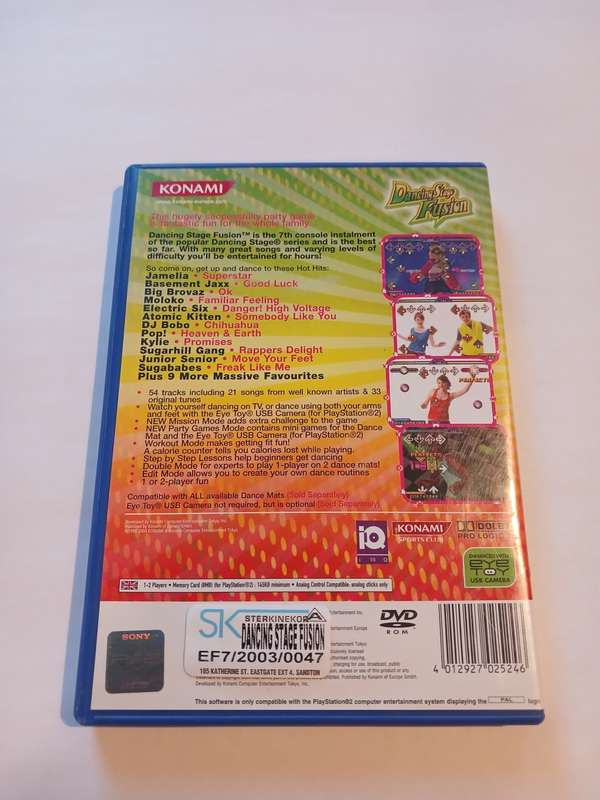 KONAMI
www.konami-europe.com
Dancing Stage
Fusion
This hugely successfully party game
is fantastic fun for the whole family.
Dancing Stage Fusion™ is the 7th console instalment
of the popular Dancing Stage® series and is the best
so far. With many great songs and varying levels of
difficulty you'll be entertained for hours!
So come on, get up and dance to these Hot Hits:
Jamelia • Superstar
Basement Jaxx • Good Luck
Big Brovaz • Ok
Moloko • Familiar Feeling
Electric Six • Danger! High Voltage
Atomic Kitten • Somebody Like You
DJ Bobo • Chihuahua
Pop! • Heaven & Earth
Kylie • Promises
Sugarhill Gang • Rappers Delight
Junior Senior • Move Your Feet
Sugababes • Freak Like Me
Plus 9 More Massive Favourites
• 54 tracks including 21 songs from well known artists & 33
original tunes
• Watch yourself dancing on TV, or dance using both your arms
and feet with the Eye Toy® USB Camera (for PlayStation®2)
• NEW Mission Mode adds extra challenge to the game
• NEW Party Games Mode contains mini games for the Dance
Mat and the Eye Toy® USB Camera (for PlayStation®2)
• Workout Mode makes getting fit fun!
A calorie counter tells you calories lost while playing.
• Step by Step Lessons help beginners get dancing
• Double Mode for experts to play 1-player on 2 dance mats!
• Edit Mode allows you to create your own dance routines
• 1 or 2-player fun
Compatible with ALL available Dance Mats (Sold Separately)
Eye Toy® USB Camera not required, but is optional (Sold Separately)
PERFECT
KONAMI
SPORTS CLUB
DOLBY
PRO LOGIC II
ENHANCED WITH
EYE
TOY
USB CAMERA
1-2 Players • Memory Card (8MB) (for PlayStation®2) : 145KB minimum • Analog Control Compatible: analog sticks only
SONY
SK
STERKINEKOR
DANCING STAGE FUSION
A
EF7/2003/0047
185 KATHERINE ST. EASTGATE EXT 4, SANDTON
DVD
ROM
Developed by Konami Computer Entertainment Tokyo, Inc.
4 012927 025246
This software is only compatible with the PlayStation®2 computer entertainment system displaying the PAL